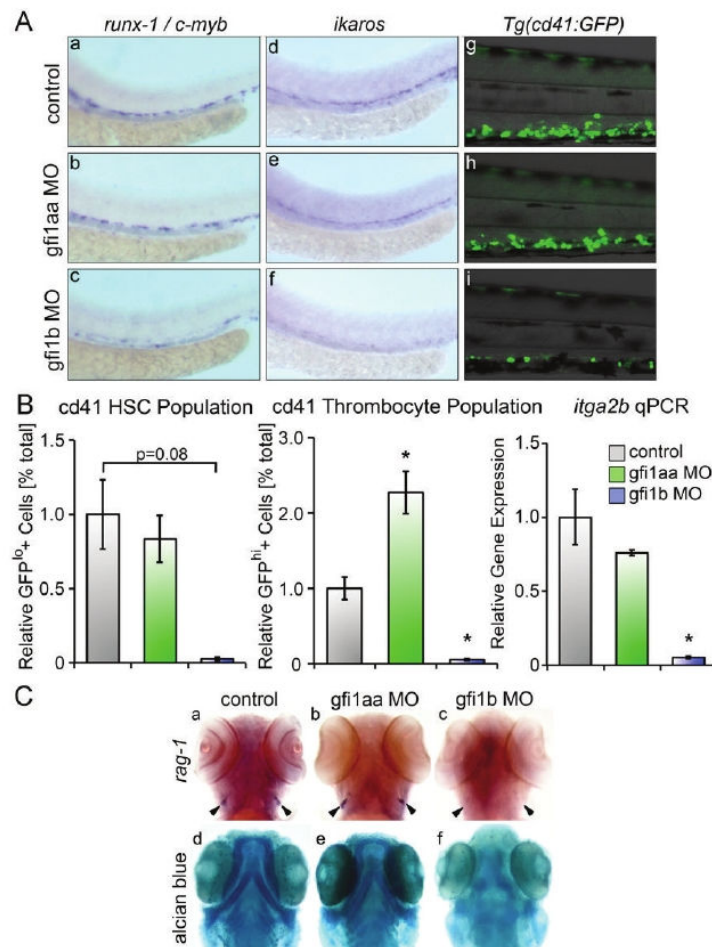 A
runx-1 / c-myb
ikaros
Tg(cd41:GFP)
control
a
d
g
gfi1aa MO
b
e
h
gfi1b MO
c
f
i
B
cd41 HSC Population
Relative GFPlo+ Cells [% total]
1.5
1.0
0.5
0
p=0.08
cd41 Thrombocyte Population
Relative GFPhi+ Cells [% total]
3.0
2.0
1.0
0
*
*
itga2b qPCR
Relative Gene Expression
1.5
1.0
0.5
0
control
gfi1aa MO
gfi1b MO
*
C
control
gfi1aa MO
gfi1b MO
rag-1
a
b
c
alcian blue
d
e
f